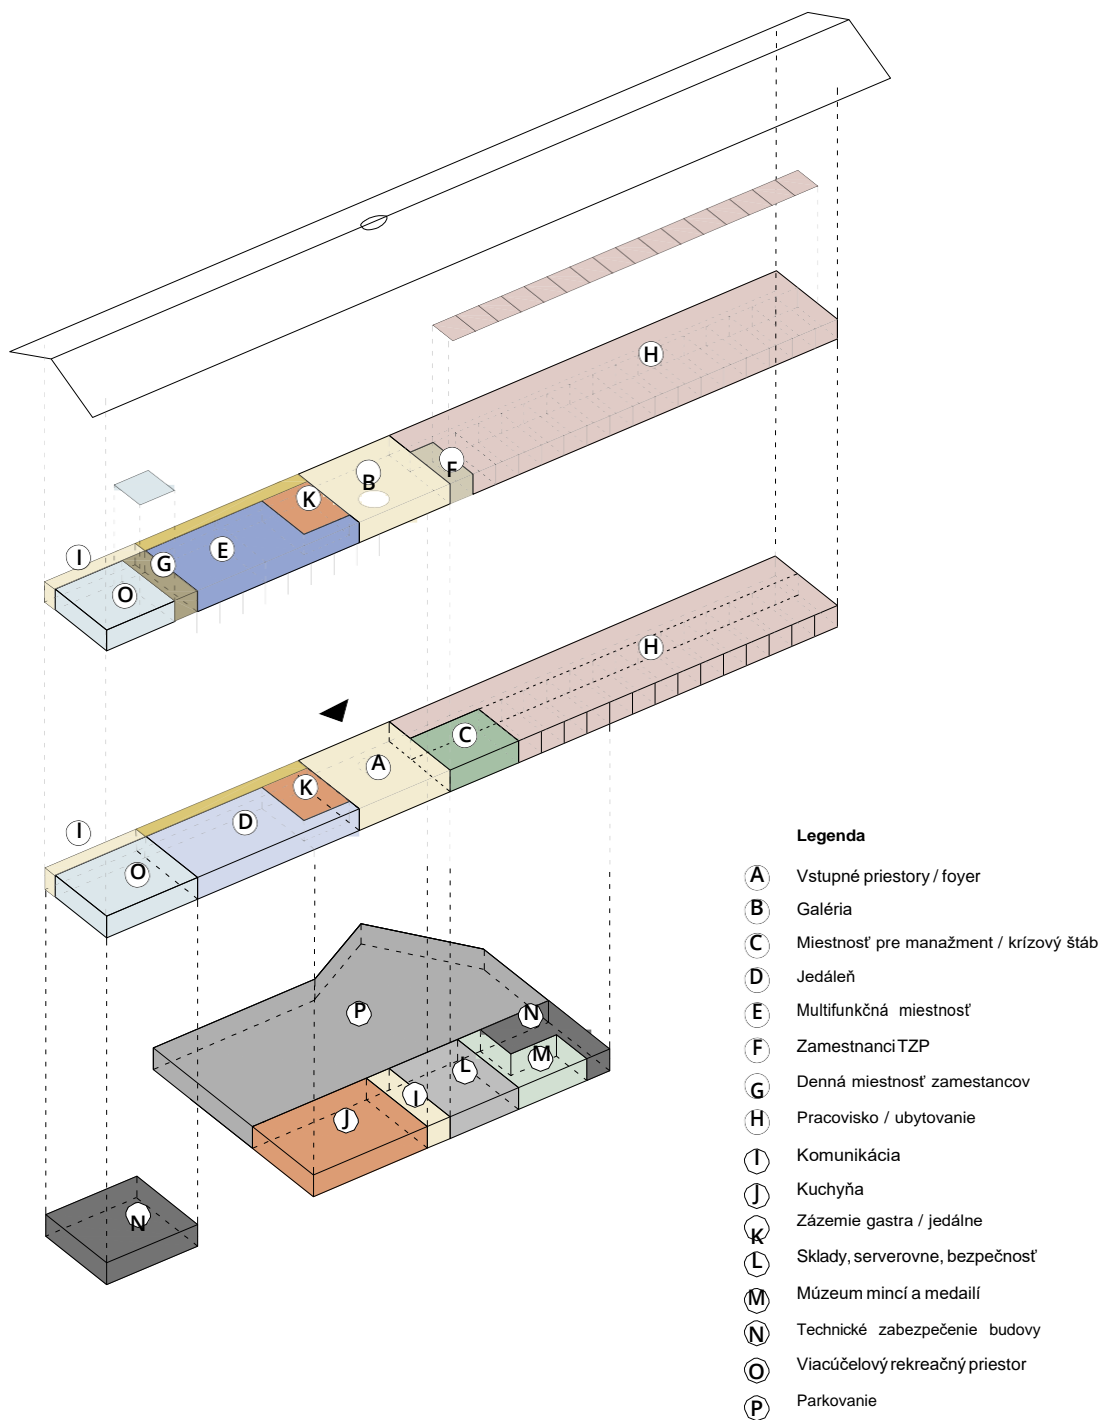 H
B
F
K
I
E
G
O
H
C
A
K
I
D
O
P
N
M
L
I
J
N
Legenda
A Vstupné priestory / foyer
B Galéria
C Miestnosť pre manažment / krízový štáb
D Jedáleň
E Multifunkčná miestnosť
F Zamestnanci TZP
G Denná miestnosť zamestancov
H Pracovisko / ubytovanie
I Komunikácia
J Kuchyňa
K Zázemie gastra / jedálne
L Sklady, serverovne, bezpečnosť
M Múzeum mincí a medailí
N Technické zabezpečenie budovy
O Viacúčelový rekreačný priestor
P Parkovanie